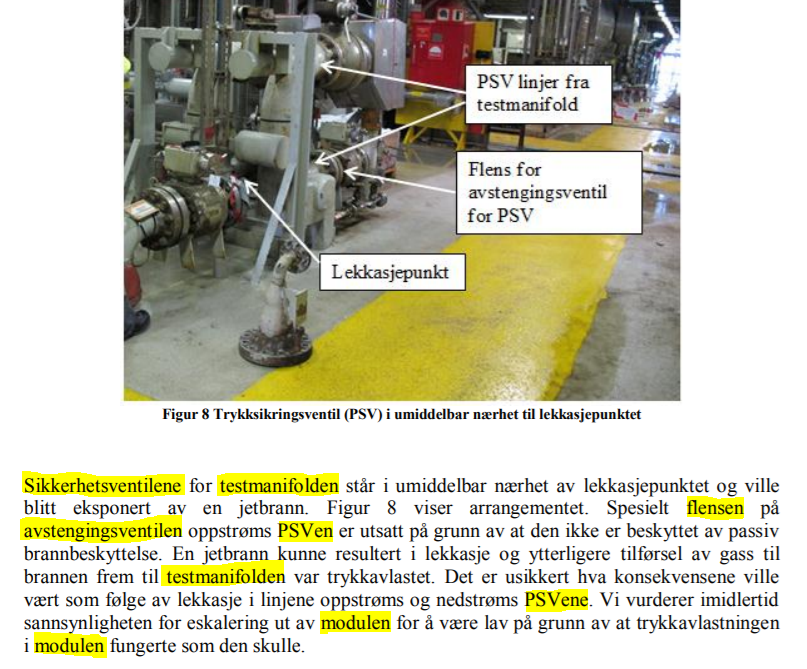 PSV linjer fra
testmanifold
Flens for
avstengingsventil
for PSV
Lekkasjepunkt
Figur 8 Trykksikringsventil (PSV) i umiddelbar nærhet til lekkasjepunktet
Sikkerhetsventilene for testmanifolden står i umiddelbar nærhet av lekkasjepunktet og ville
blitt eksponert av en jetbrann. Figur 8 viser arrangementet. Spesielt flensen på
avstengingsventilen oppstrøms PSVen er utsatt på grunn av at den ikke er beskyttet av passiv
brannbeskyttelse. En jetbrann kunne resultert i lekkasje og ytterligere tilførsel av gass til
brannen frem til testmanifolden var trykkavlastet. Det er usikkert hva konsekvensene ville
vært som følge av lekkasje i linjene oppstrøms og nedstrøms PSVene. Vi vurderer imidlertid
sannsynligheten for eskalering ut av modulen for å være lav på grunn av at trykkavlastningen
i modulen fungerte som den skulle.